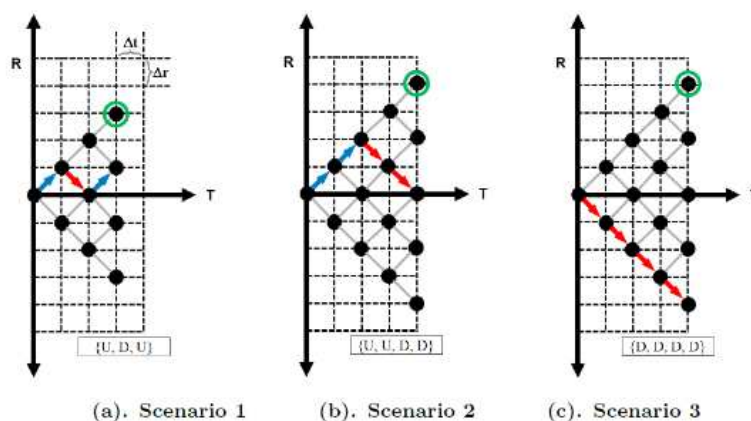 Δt
R
Δr
T
{U, D, U}
(a). Scenario 1
R
T
{U, U, D, D}
(b). Scenario 2
R
{D, D, D, D}
(c). Scenario 3